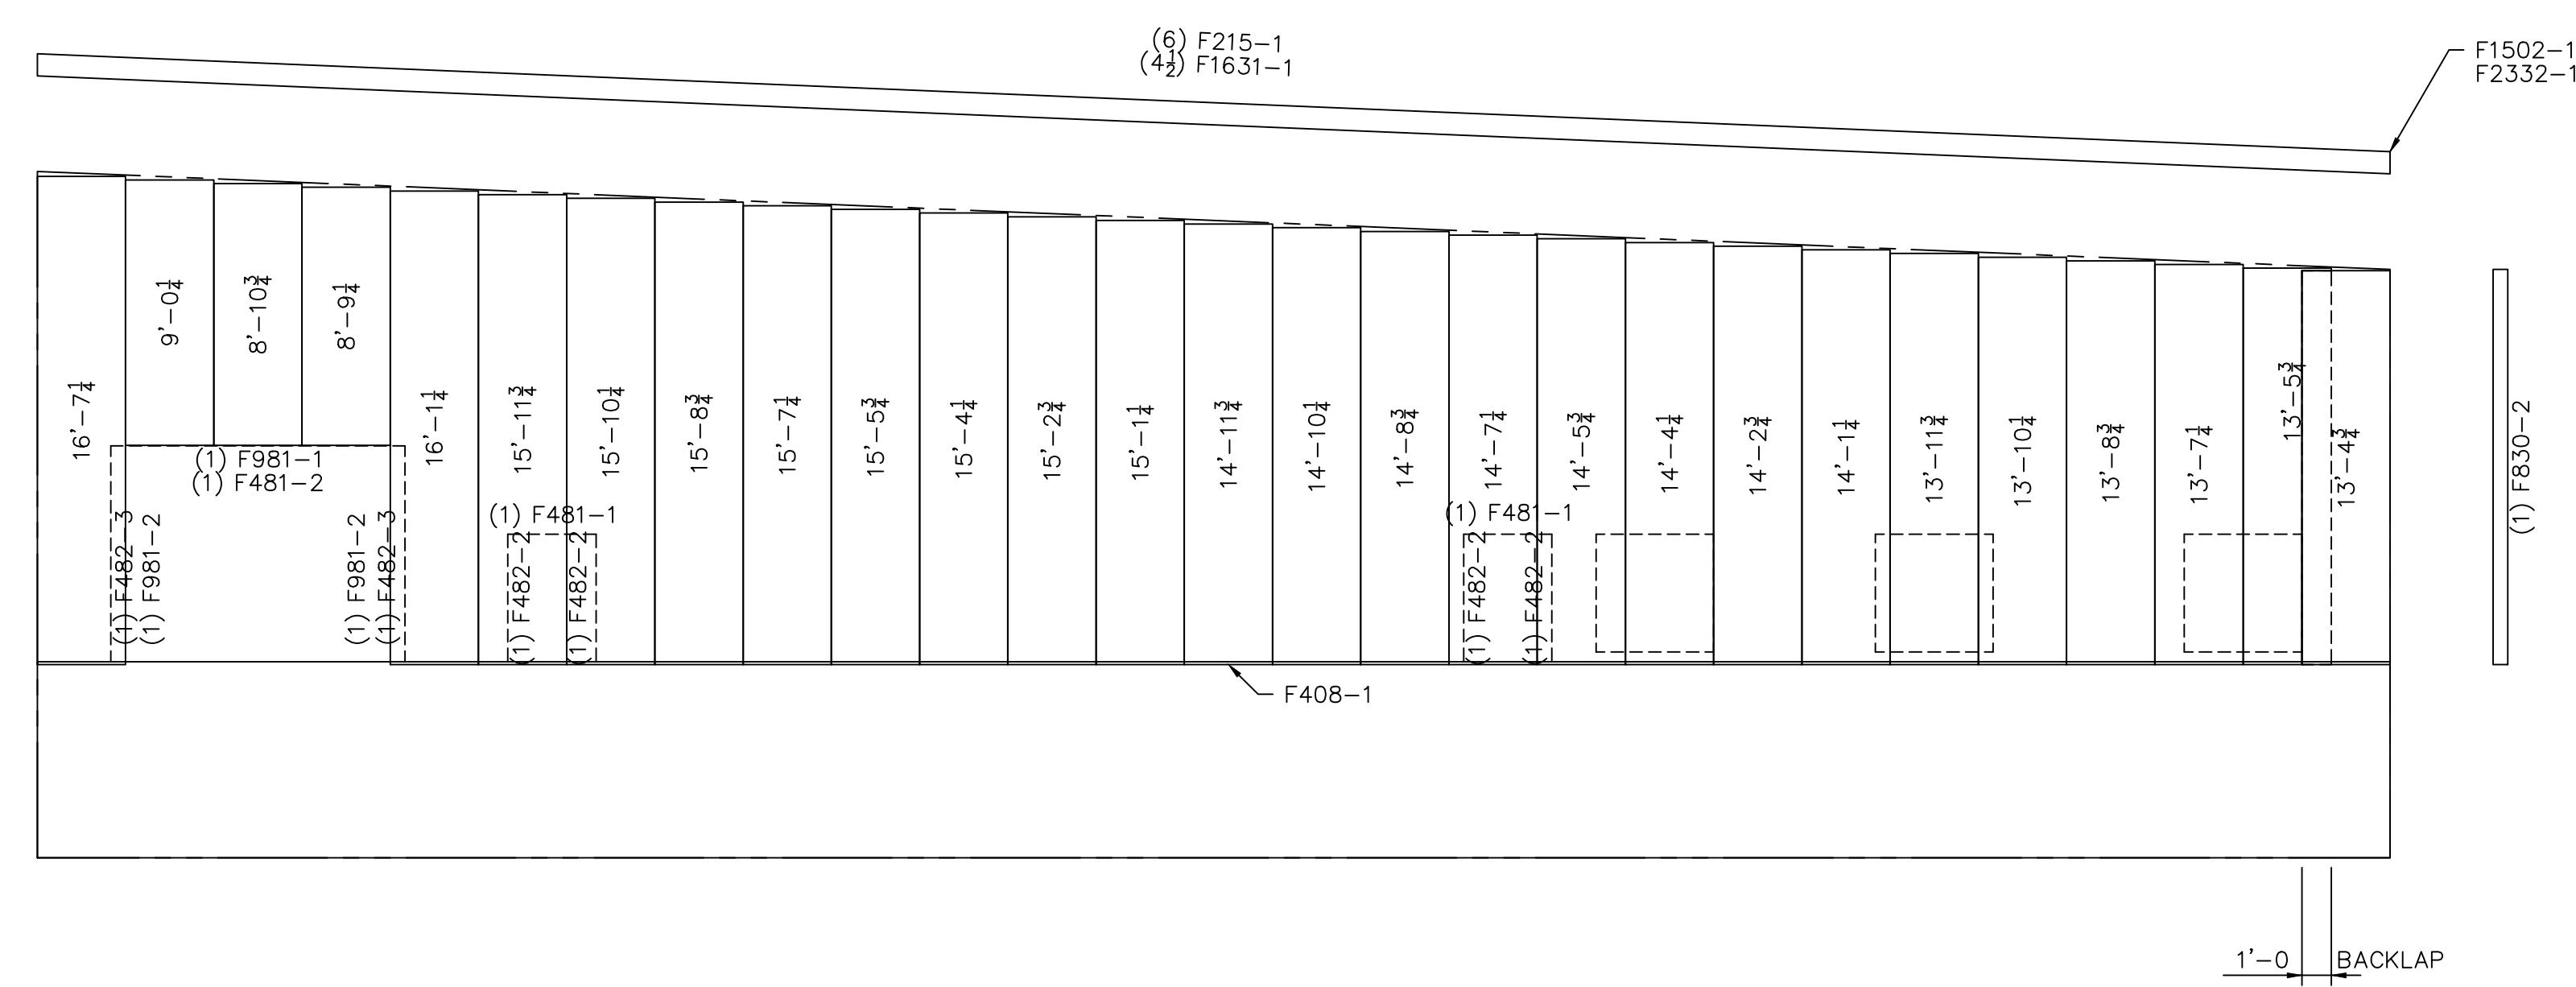 (6) F215-1
(4½) F1631-1
F1502-1
F2332-1
16'-7¼
9'-0¼
8'-10¾
8'-9¼
16'-1¼
15'-11¾
15'-10¼
15'-8¾
15'-7¼
15'-5¾
15'-4¼
15'-2¾
15'-1¼
14'-11¾
14'-10¼
14'-8¾
14'-7¼
14'-5¾
14'-4¼
14'-2¾
14'-1¼
13'-11¾
13'-10¼
13'-8¾
13'-7¼
13'-5¾
13'-4¾
(1) F830-2
(1) F981-1
(1) F481-2
(1) F482-3
(1) F981-2
(1) F981-2
(1) F482-3
(1) F481-1
(1) F482-2
(1) F482-2
(1) F481-1
(1) F482-2
(1) F482-2
F408-1
1'-0 BACKLAP